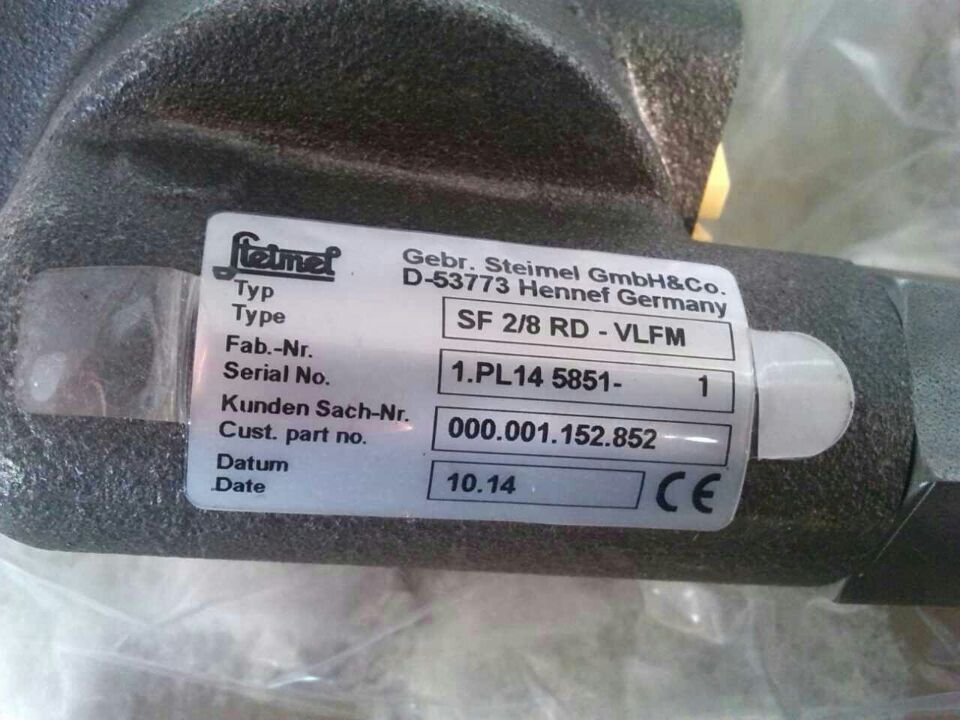 Steimel
Gebr. Steimel GmbH&Co.
D-53773 Hennef Germany
Typ
Type
SF 2/8 RD - VLFM
Fab.-Nr.
Serial No.
1.PL14 5851- 1
Kunden Sach-Nr.
Cust. part no.
000.001.152.852
Datum
Date
10.14
CE